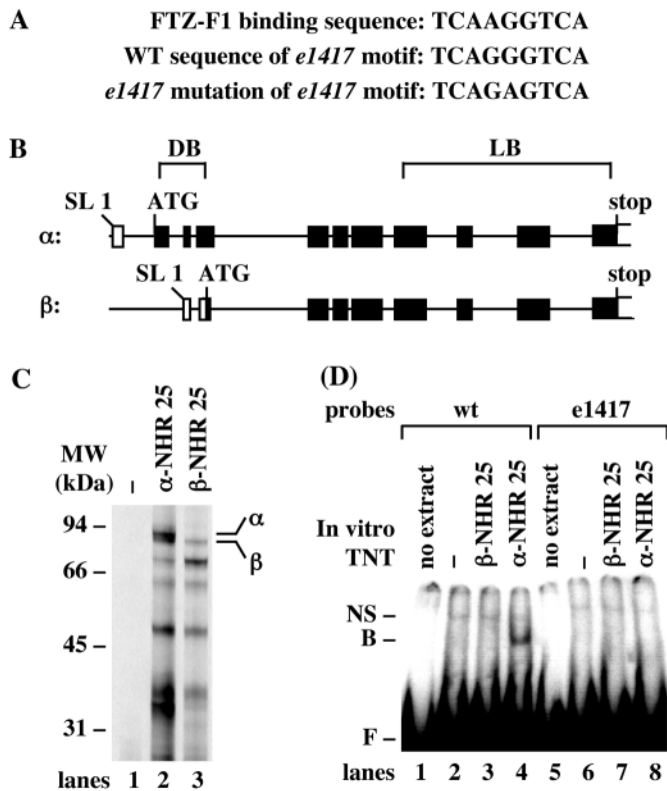 A
FTZ-F1 binding sequence: TCAAGGTCA
WT sequence of e1417 motif: TCAGGGTCA
e1417 mutation of e1417 motif: TCAGAGTCA
B
DB LB
SL 1 ATG stop
α:
SL 1 ATG stop
β:
C
MW
(kDa)
–
α-NHR 25
β-NHR 25
94 –
66 –
45 –
31 –
α
β
lanes 1 2 3
(D)
probes wt e1417
In vitro
TNT
no extract
–
β-NHR 25
α-NHR 25
no extract
–
β-NHR 25
α-NHR 25
NS –
B –
F –
lanes 1 2 3 4 5 6 7 8